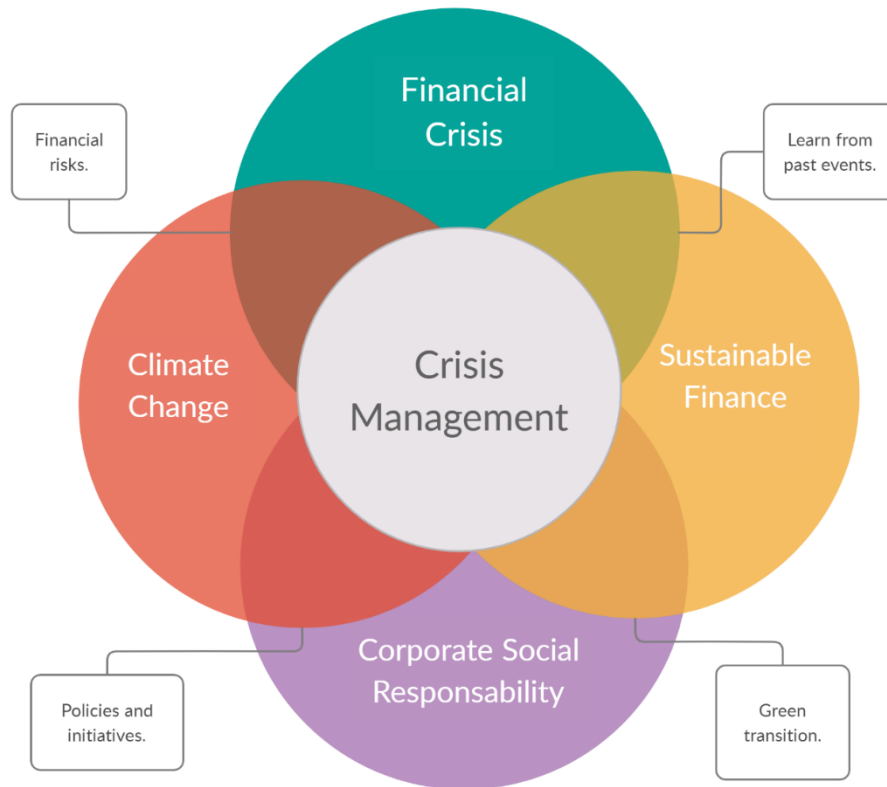 Financial
Crisis
Financial
risks.
Learn from
past events.
Climate
Change
Crisis
Management
Sustainable
Finance
Corporate Social
Responsability
Policies and
initiatives.
Green
transition.